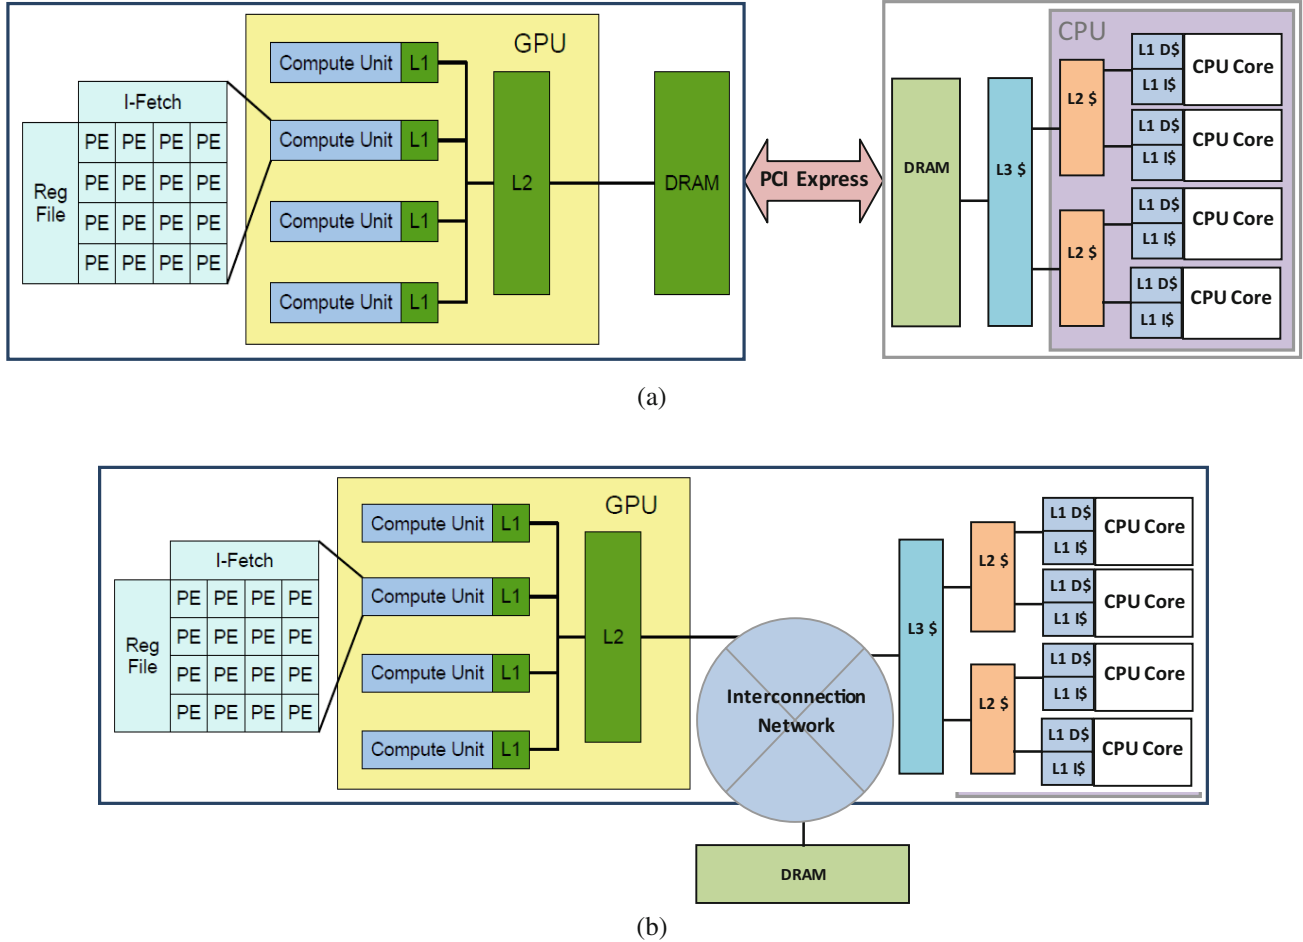 GPU
Compute Unit L1
I-Fetch
Compute Unit L1
PE PE PE PE
PE PE PE PE
Reg
File
L2
DRAM
PE PE PE PE
Compute Unit L1
PE PE PE PE
Compute Unit L1
PCI Express
CPU
DRAM
L3 $
L2 $
L1 D$
L1 I$
CPU Core
L1 D$
L1 I$
CPU Core
L2 $
L1 D$
L1 I$
CPU Core
L1 D$
L1 I$
CPU Core
(a)
GPU
Compute Unit L1
I-Fetch
Compute Unit L1
PE PE PE PE
PE PE PE PE
Reg
File
L2
PE PE PE PE
Compute Unit L1
PE PE PE PE
Compute Unit L1
Interconnection
Network
L3 $
L2 $
L1 D$
L1 I$
CPU Core
L1 D$
L1 I$
CPU Core
L2 $
L1 D$
L1 I$
CPU Core
L1 D$
L1 I$
CPU Core
DRAM
(b)